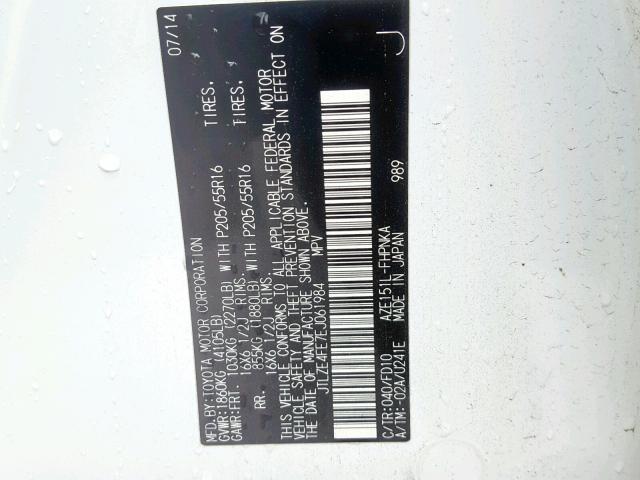 MFD.BY:TOYOTA MOTOR CORPORATION 07/14
GVWR:1860KG (4105LB)
GAWR:FRT. 1030KG (2270LB) WITH P205/55R16 TIRES.
16X6 1/2J RIMS.
RR. 855KG (1880LB) WITH P205/55R16 TIRES.
16X6 1/2J RIMS.
THIS VEHICLE CONFORMS TO ALL APPLICABLE FEDERAL MOTOR
VEHICLE SAFETY AND THEFT PREVENTION STANDARDS IN EFFECT ON
THE DATE OF MANUFACTURE SHOWN ABOVE.
JTLZE4FE7EJ061984 MPV
C/TR:040/FD10 AZE151L-FHPNKA
A/TM:-02A/U241E MADE IN JAPAN
989
J